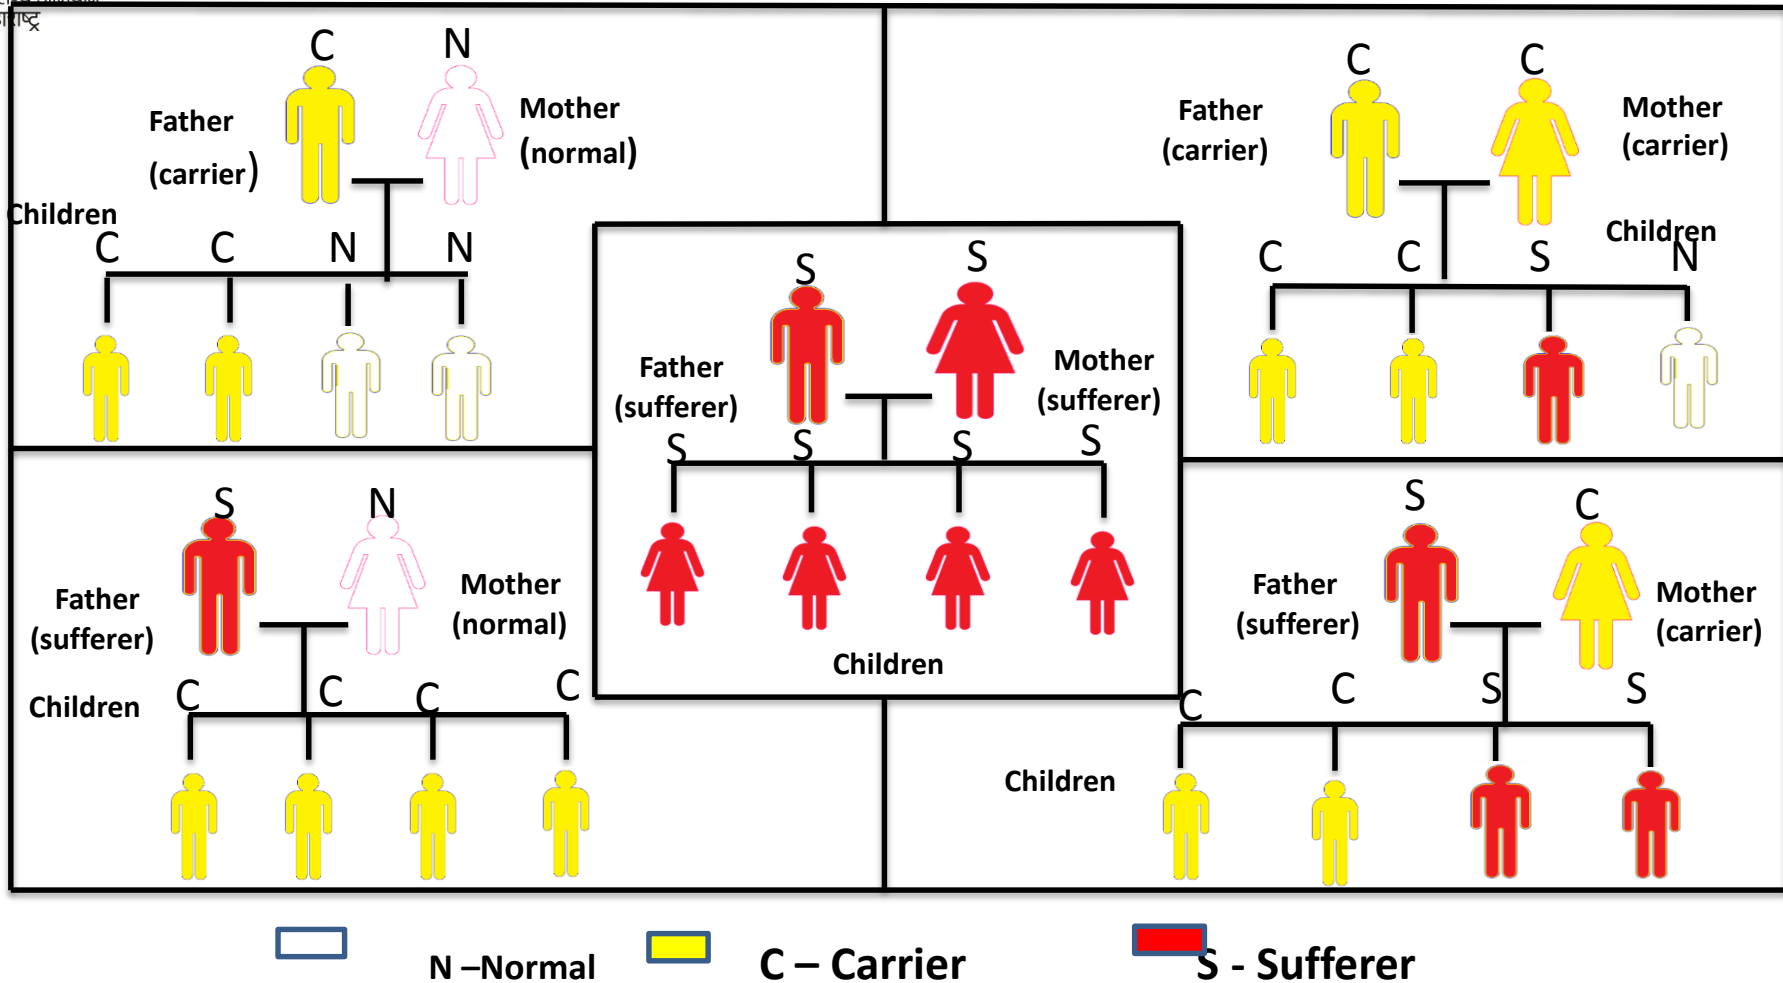 C N
Father
(carrier)
Mother
(normal)
Children
C C N N
C C
Father
(carrier)
Mother
(carrier)
Children
C C S N
S S
Father
(sufferer)
Mother
(sufferer)
S S S S
Children
S N
Father
(sufferer)
Mother
(normal)
Children
C C C C
S C
Father
(sufferer)
Mother
(carrier)
C C S S
Children
N –Normal
C – Carrier
S - Sufferer